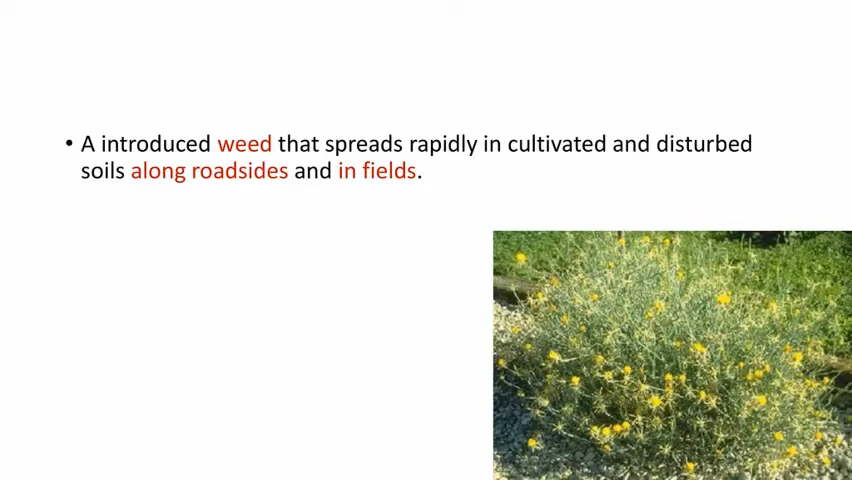 • A introduced weed that spreads rapidly in cultivated and disturbed
soils along roadsides and in fields.